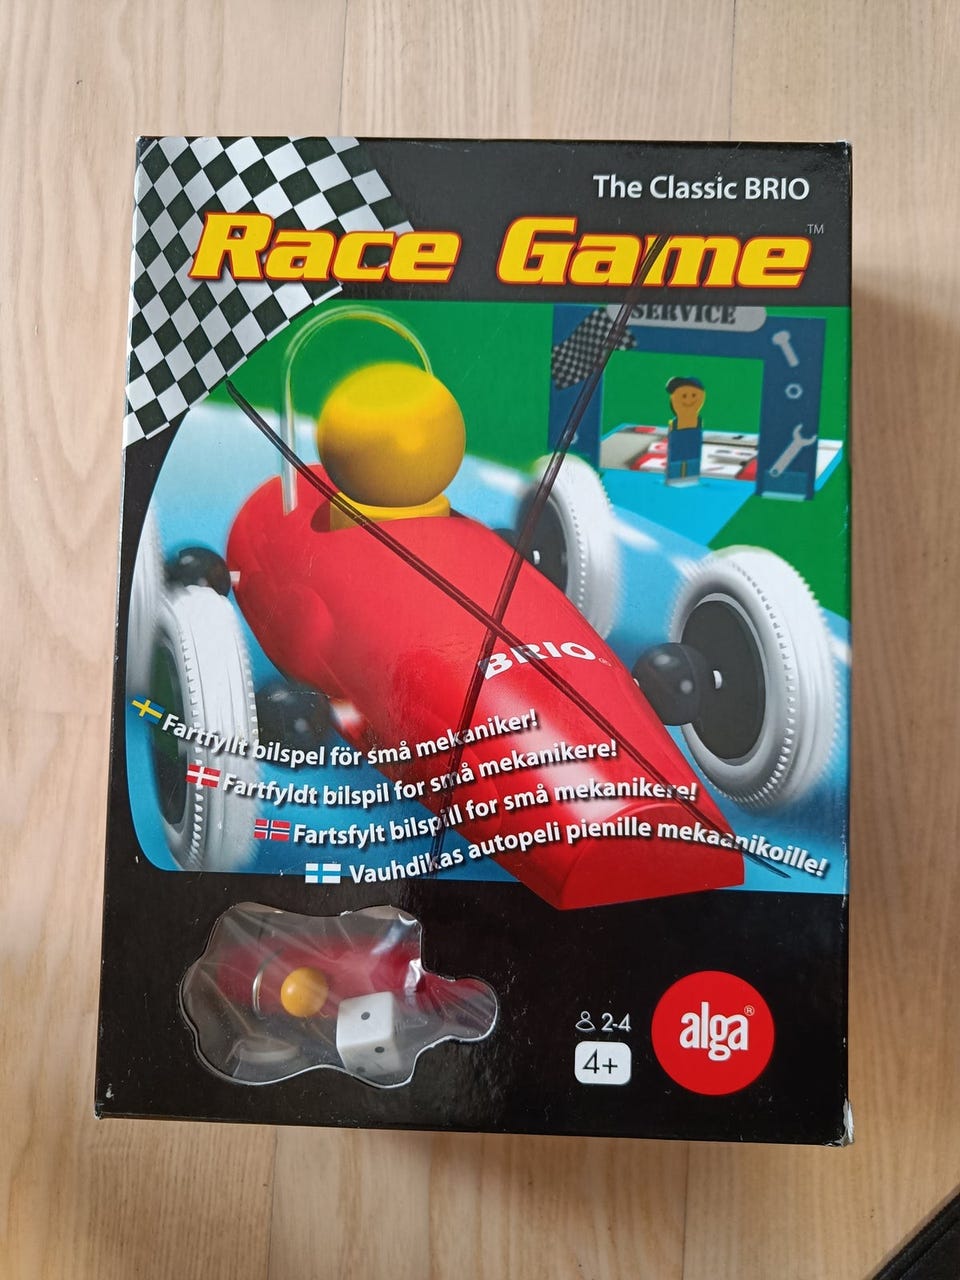 The Classic BRIO
Race Game™
SERVICE
BRIO®
Fartfyllt bilspel för små mekaniker!
Fartfyldt bilspil for små mekanikere!
Fartsfylt bilspill for små mekanikere!
Vauhdikas autopeli pienille mekaanikoille!
2-4
4+
alga®